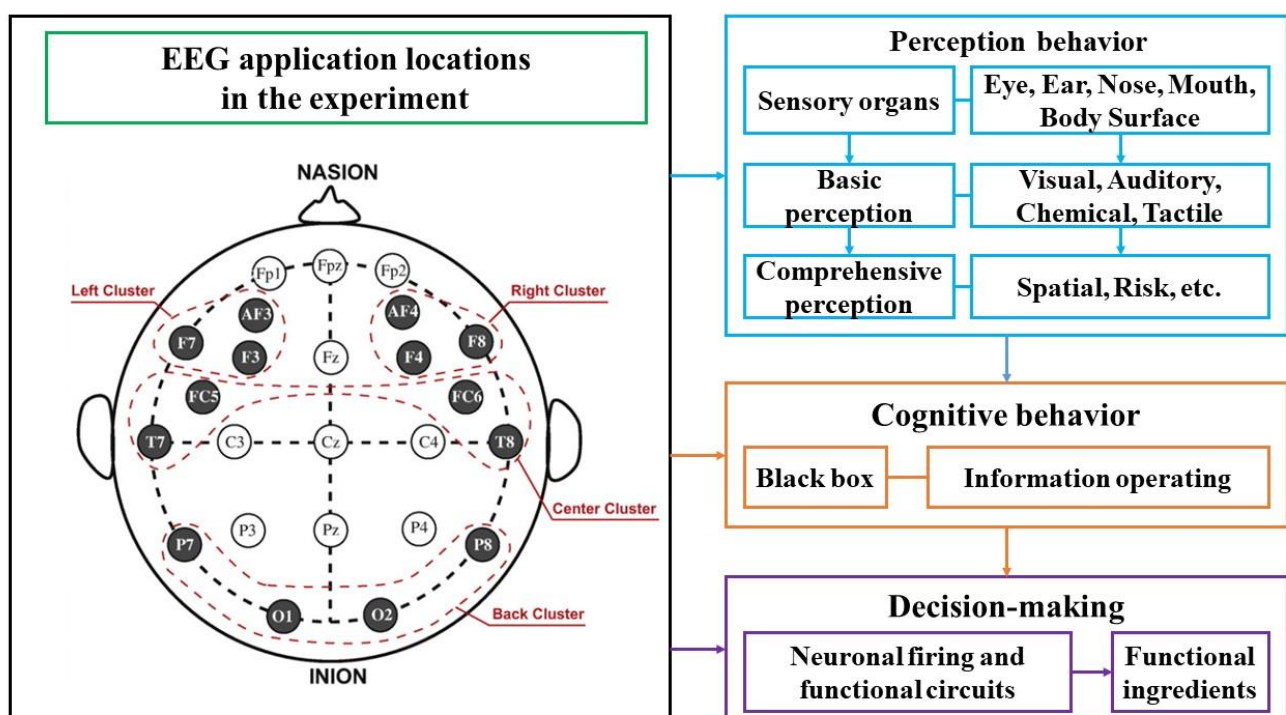 EEG application locations
in the experiment
NASION
Fp1
Fpz
Fp2
Left Cluster
Right Cluster
AF3
AF4
F7
F3
Fz
F4
F8
FC5
FC6
T7
C3
Cz
C4
T8
Center Cluster
P7
P3
Pz
P4
P8
O1
O2
Back Cluster
INION
Perception behavior
Sensory organs
Eye, Ear, Nose, Mouth,
Body Surface
Basic
perception
Visual, Auditory,
Chemical, Tactile
Comprehensive
perception
Spatial, Risk, etc.
Cognitive behavior
Black box
Information operating
Decision-making
Neuronal firing and
functional circuits
Functional
ingredients